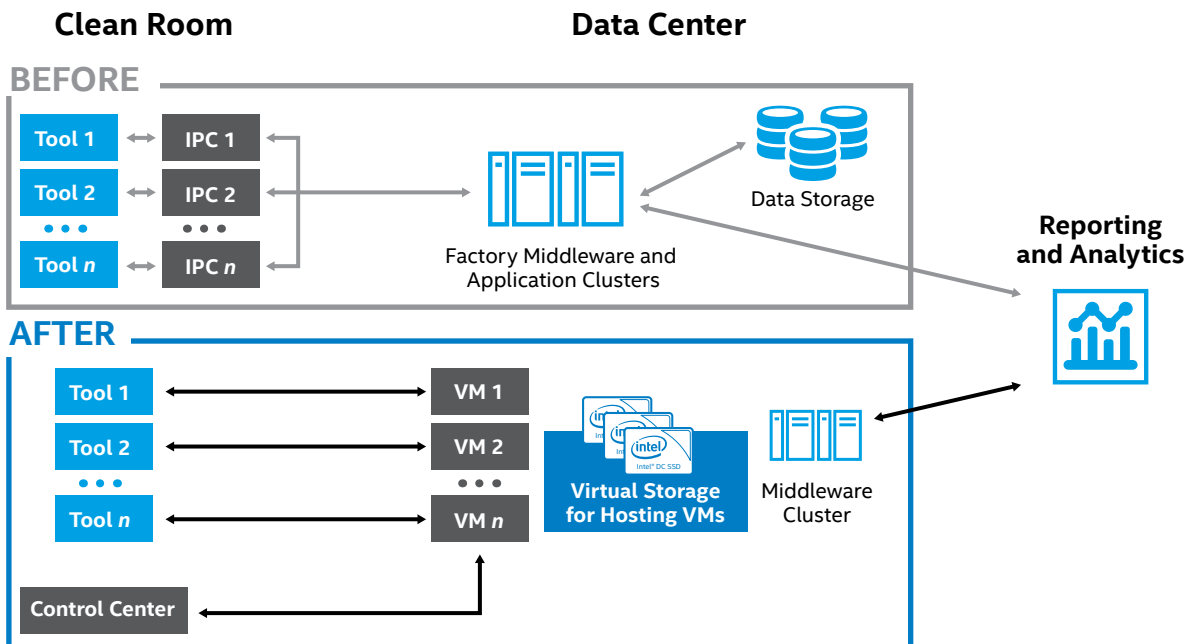 Clean Room
Data Center
BEFORE
Tool 1
IPC 1
Tool 2
IPC 2
Tool n
IPC n
Factory Middleware and
Application Clusters
Data Storage
Reporting
and Analytics
AFTER
Tool 1
VM 1
Tool 2
VM 2
Tool n
VM n
intel
Intel® DC SSD
Virtual Storage
for Hosting VMs
Middleware
Cluster
Control Center